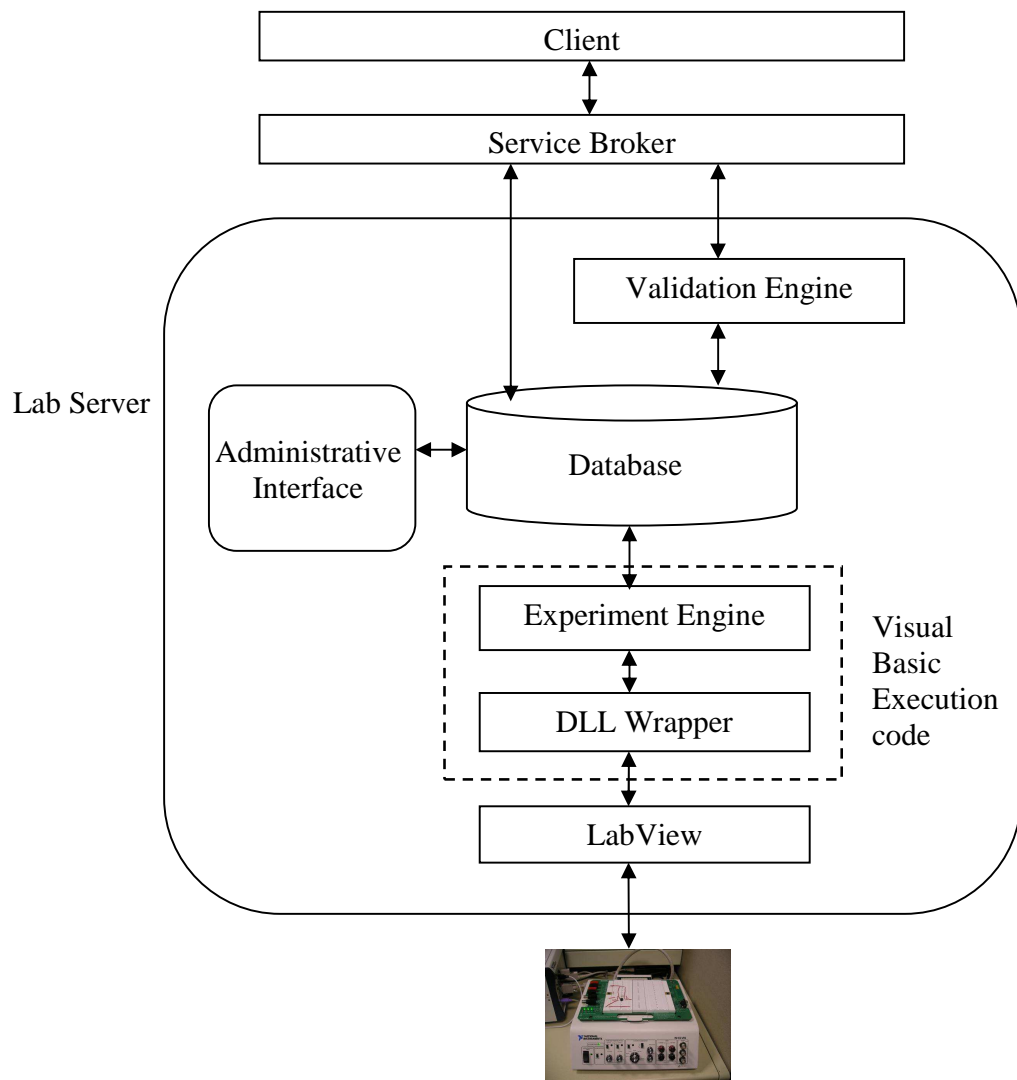 Client
Service Broker
Validation Engine
Lab Server
Administrative
Interface
Database
Experiment Engine
Visual
Basic
Execution
code
DLL Wrapper
LabView